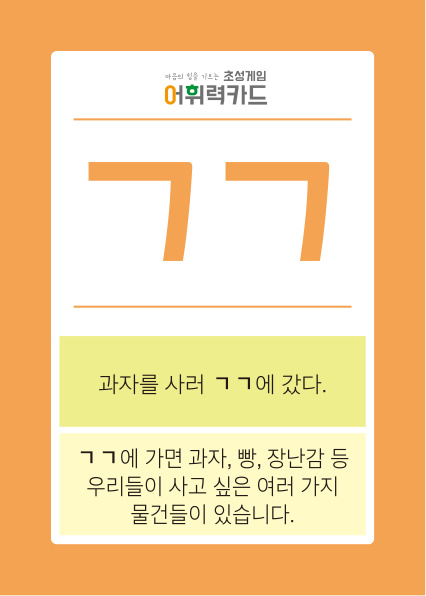 마음의 힘을 기르는 초성게임
어휘력카드
ㄱㄱ
과자를 사러 ㄱㄱ에 갔다.
ㄱㄱ에 가면 과자, 빵, 장난감 등
우리들이 사고 싶은 여러 가지
물건들이 있습니다.